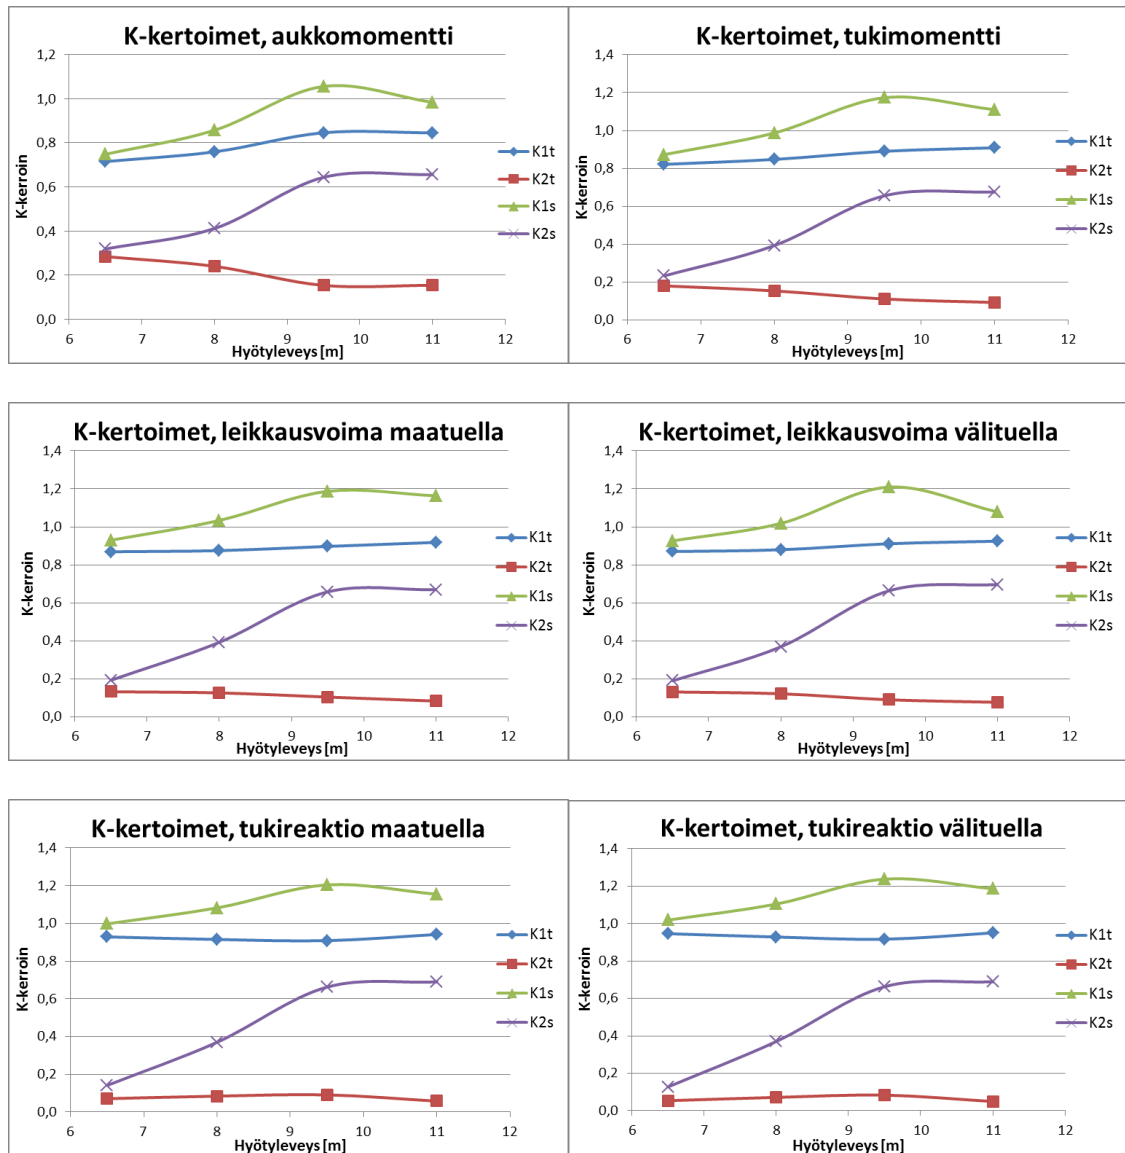 K-kertoimet, aukkomomentti
1,2
1,0
0,8
0,6
0,4
0,2
0,0
K-kerroin
6 7 8 9 10 11 12
Hyötyleveys [m]
K1t
K2t
K1s
K2s
K-kertoimet, tukimomentti
1,4
1,2
1,0
0,8
0,6
0,4
0,2
0,0
K-kerroin
6 7 8 9 10 11 12
Hyötyleveys [m]
K1t
K2t
K1s
K2s
K-kertoimet, leikkausvoima maatuella
1,4
1,2
1,0
0,8
0,6
0,4
0,2
0,0
K-kerroin
6 7 8 9 10 11 12
Hyötyleveys [m]
K1t
K2t
K1s
K2s
K-kertoimet, leikkausvoima välituella
1,4
1,2
1,0
0,8
0,6
0,4
0,2
0,0
K-kerroin
6 7 8 9 10 11 12
Hyötyleveys [m]
K1t
K2t
K1s
K2s
K-kertoimet, tukireaktio maatuella
1,4
1,2
1,0
0,8
0,6
0,4
0,2
0,0
K-kerroin
6 7 8 9 10 11 12
Hyötyleveys [m]
K1t
K2t
K1s
K2s
K-kertoimet, tukireaktio välituella
1,4
1,2
1,0
0,8
0,6
0,4
0,2
0,0
K-kerroin
6 7 8 9 10 11 12
Hyötyleveys [m]
K1t
K2t
K1s
K2s